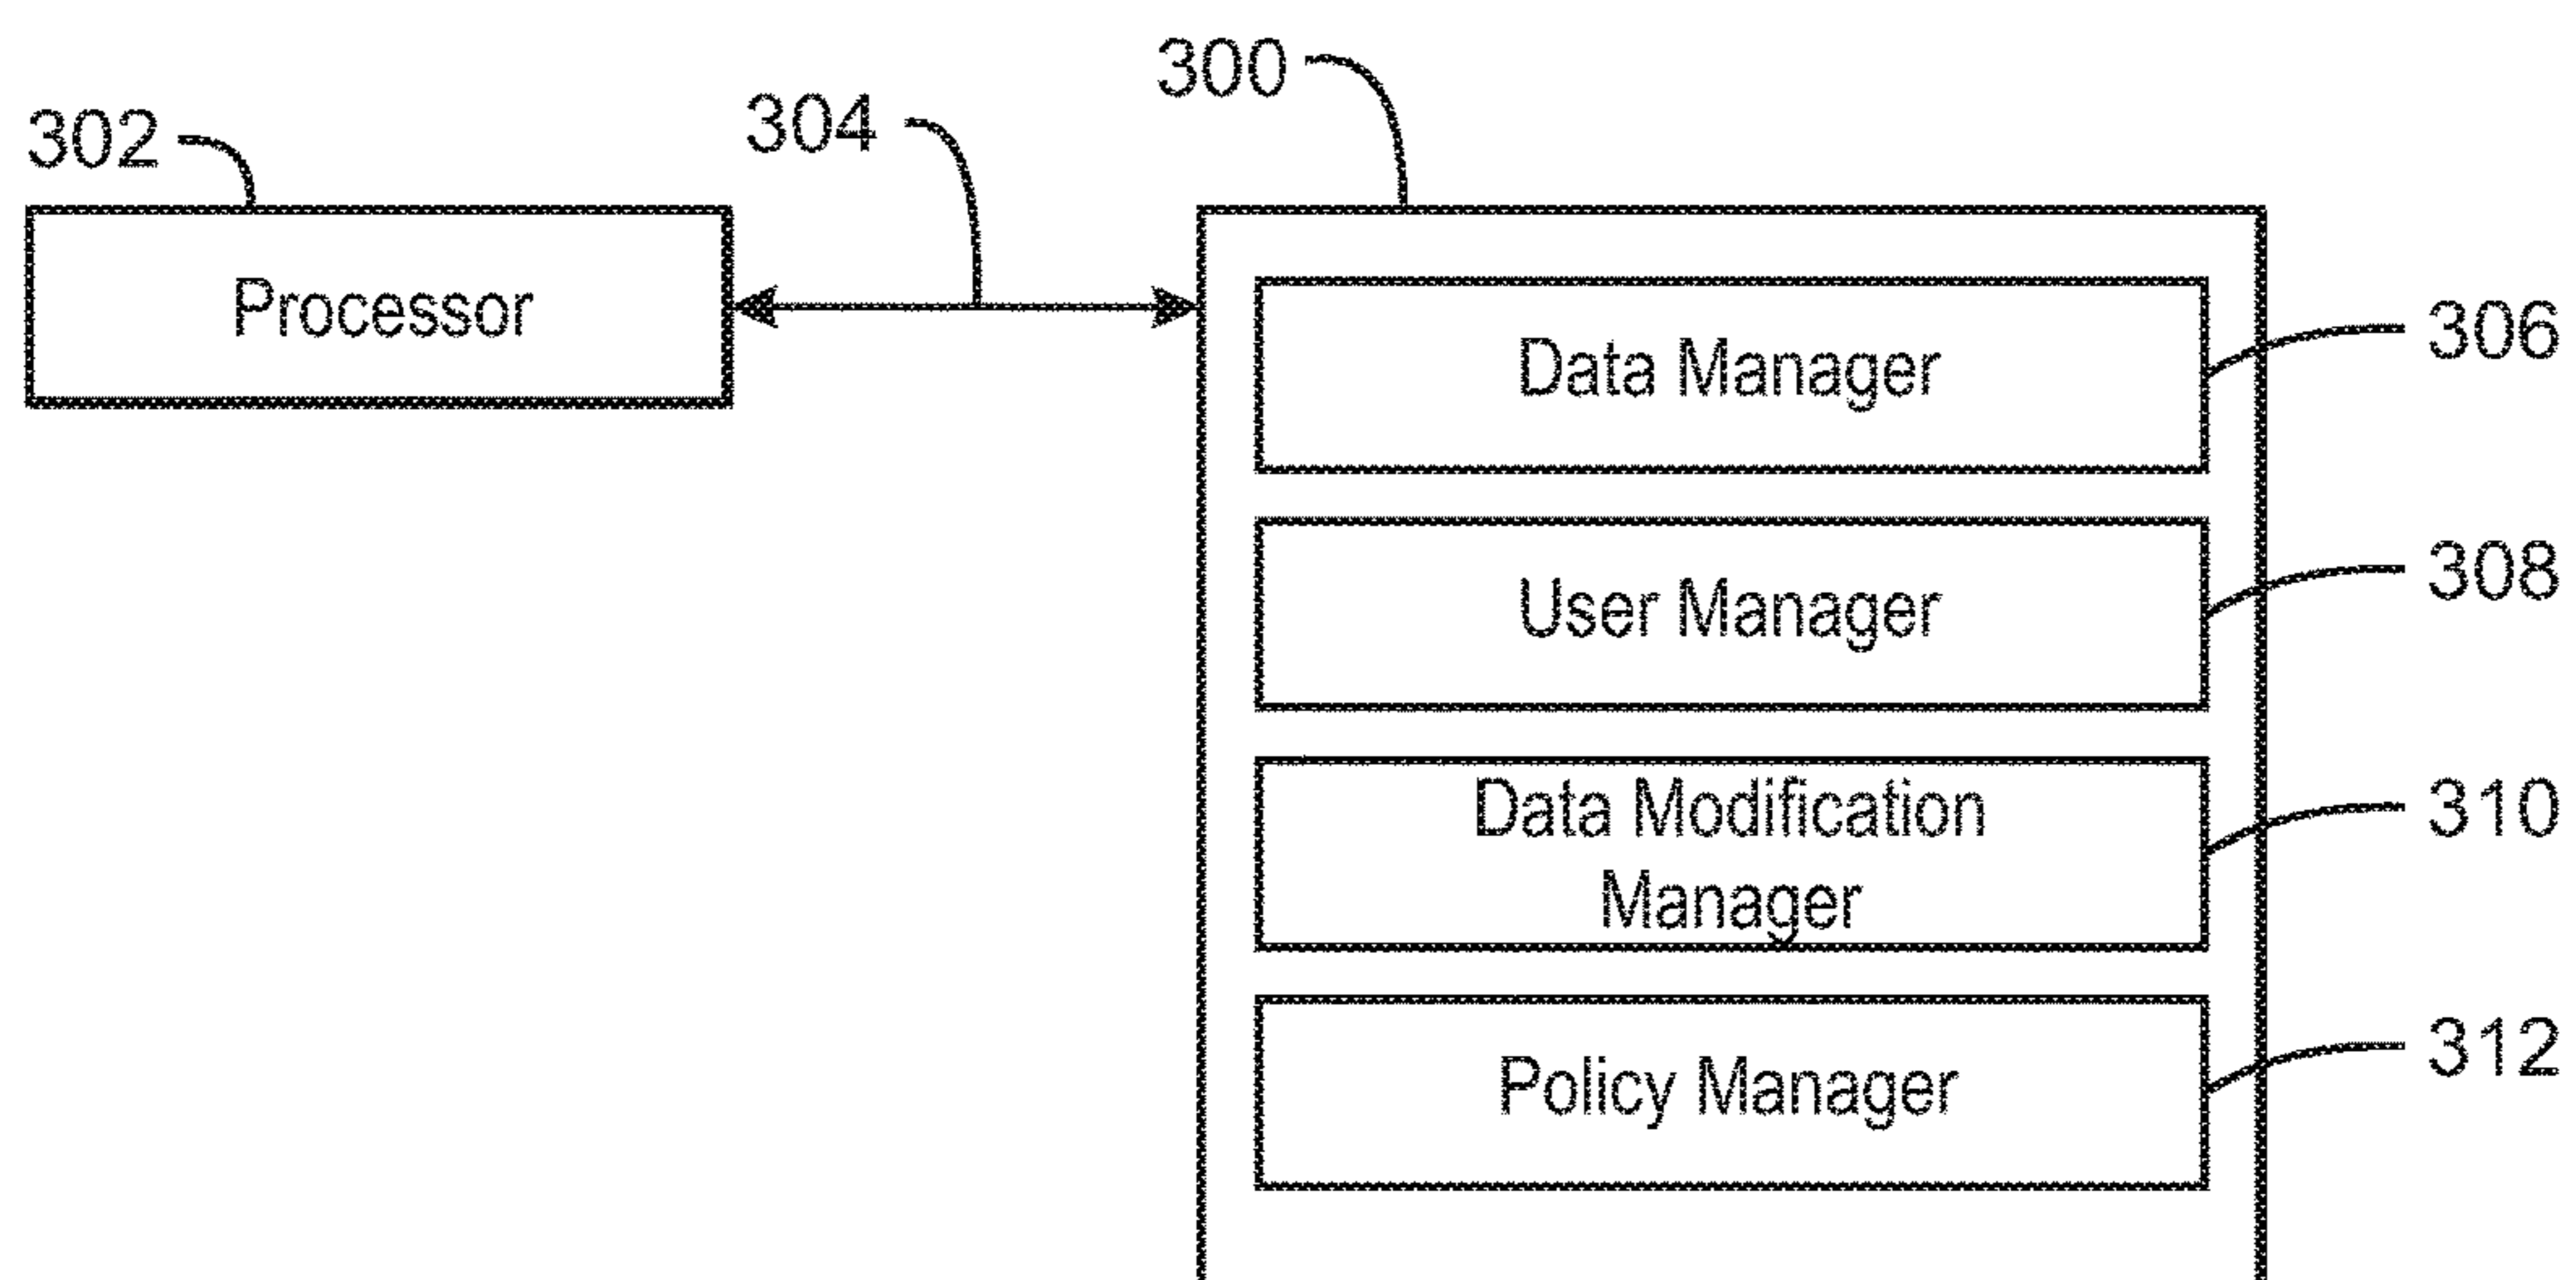 300
304
302
Processor
Data Manager
306
User Manager
308
Data Modification
Manager
310
Policy Manager
312